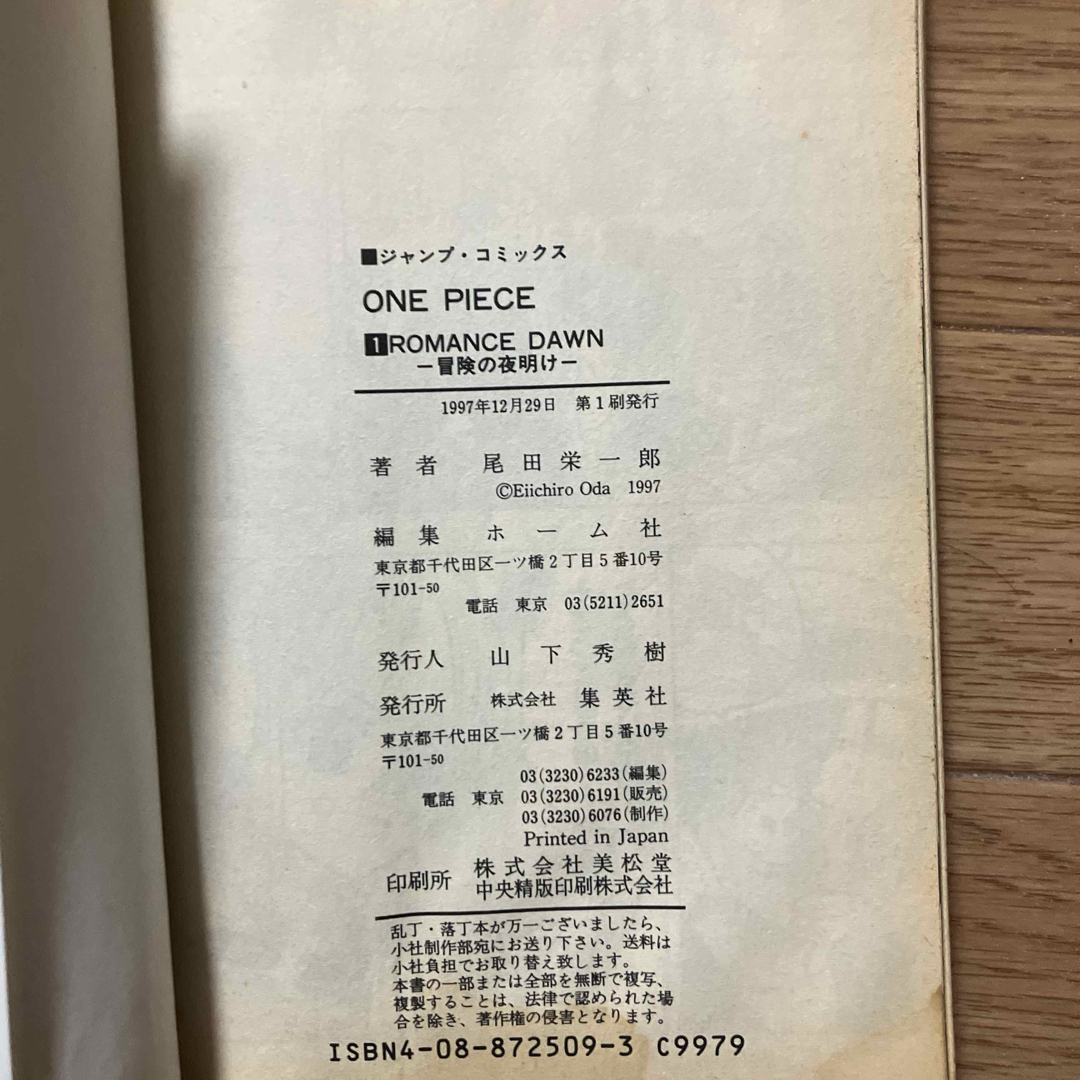 ■ジャンプ・コミックス
ONE PIECE
1 ROMANCE DAWN
—冒険の夜明け—
1997年12月29日 第1刷発行
著者 尾田栄一郎
©Eiichiro Oda 1997
編集 ホーム社
東京都千代田区一ツ橋2丁目5番10号
〒101-50
電話 東京 03(5211)2651
発行人 山下秀樹
発行所 株式会社 集英社
東京都千代田区一ツ橋2丁目5番10号
〒101-50
03(3230)6233(編集)
電話 東京 03(3230)6191(販売)
03(3230)6076(制作)
Printed in Japan
印刷所 株式会社美松堂
中央精版印刷株式会社
乱丁・落丁本が万一ございましたら、
小社制作部宛にお送り下さい。送料は
小社負担でお取り替え致します。
本書の一部または全部を無断で複写、
複製することは、法律で認められた場
合を除き、著作権の侵害となります。
ISBN4-08-872509-3 C9979